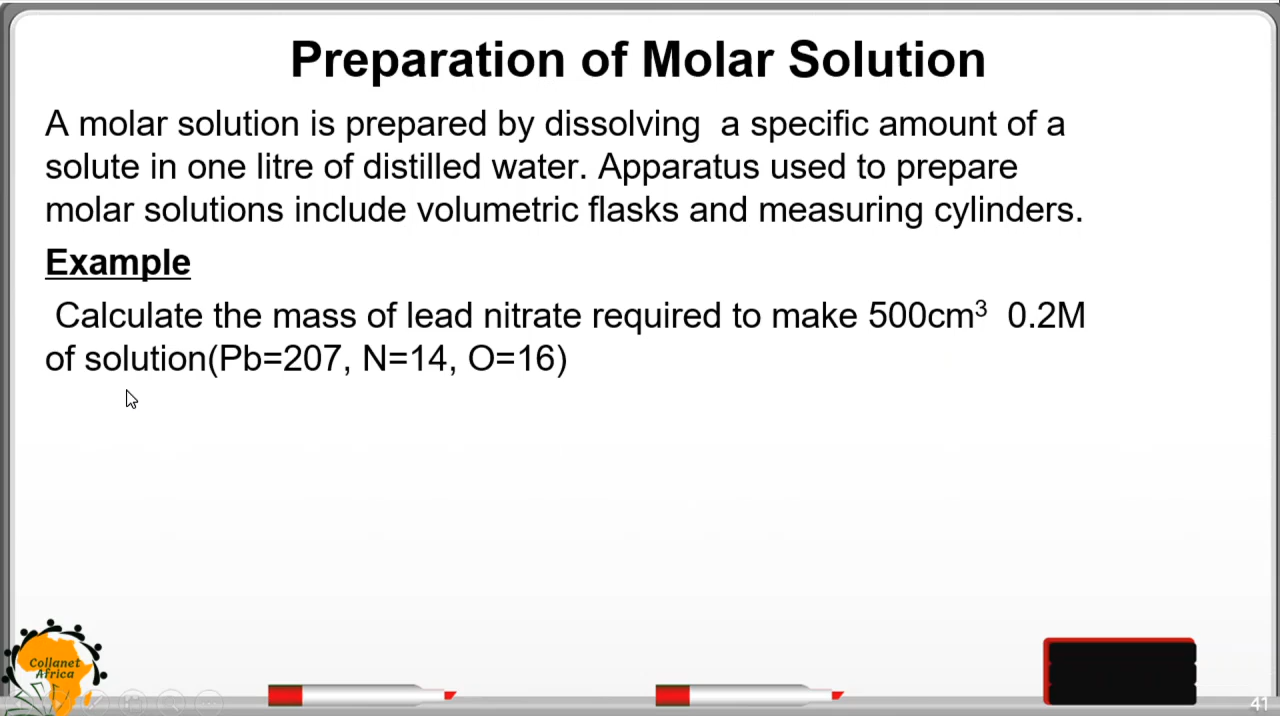 Preparation of Molar Solution
A molar solution is prepared by dissolving a specific amount of a
solute in one litre of distilled water. Apparatus used to prepare
molar solutions include volumetric flasks and measuring cylinders.
Example
Calculate the mass of lead nitrate required to make 500cm³ 0.2M
of solution(Pb=207, N=14, O=16)
Collanet
Africa
41